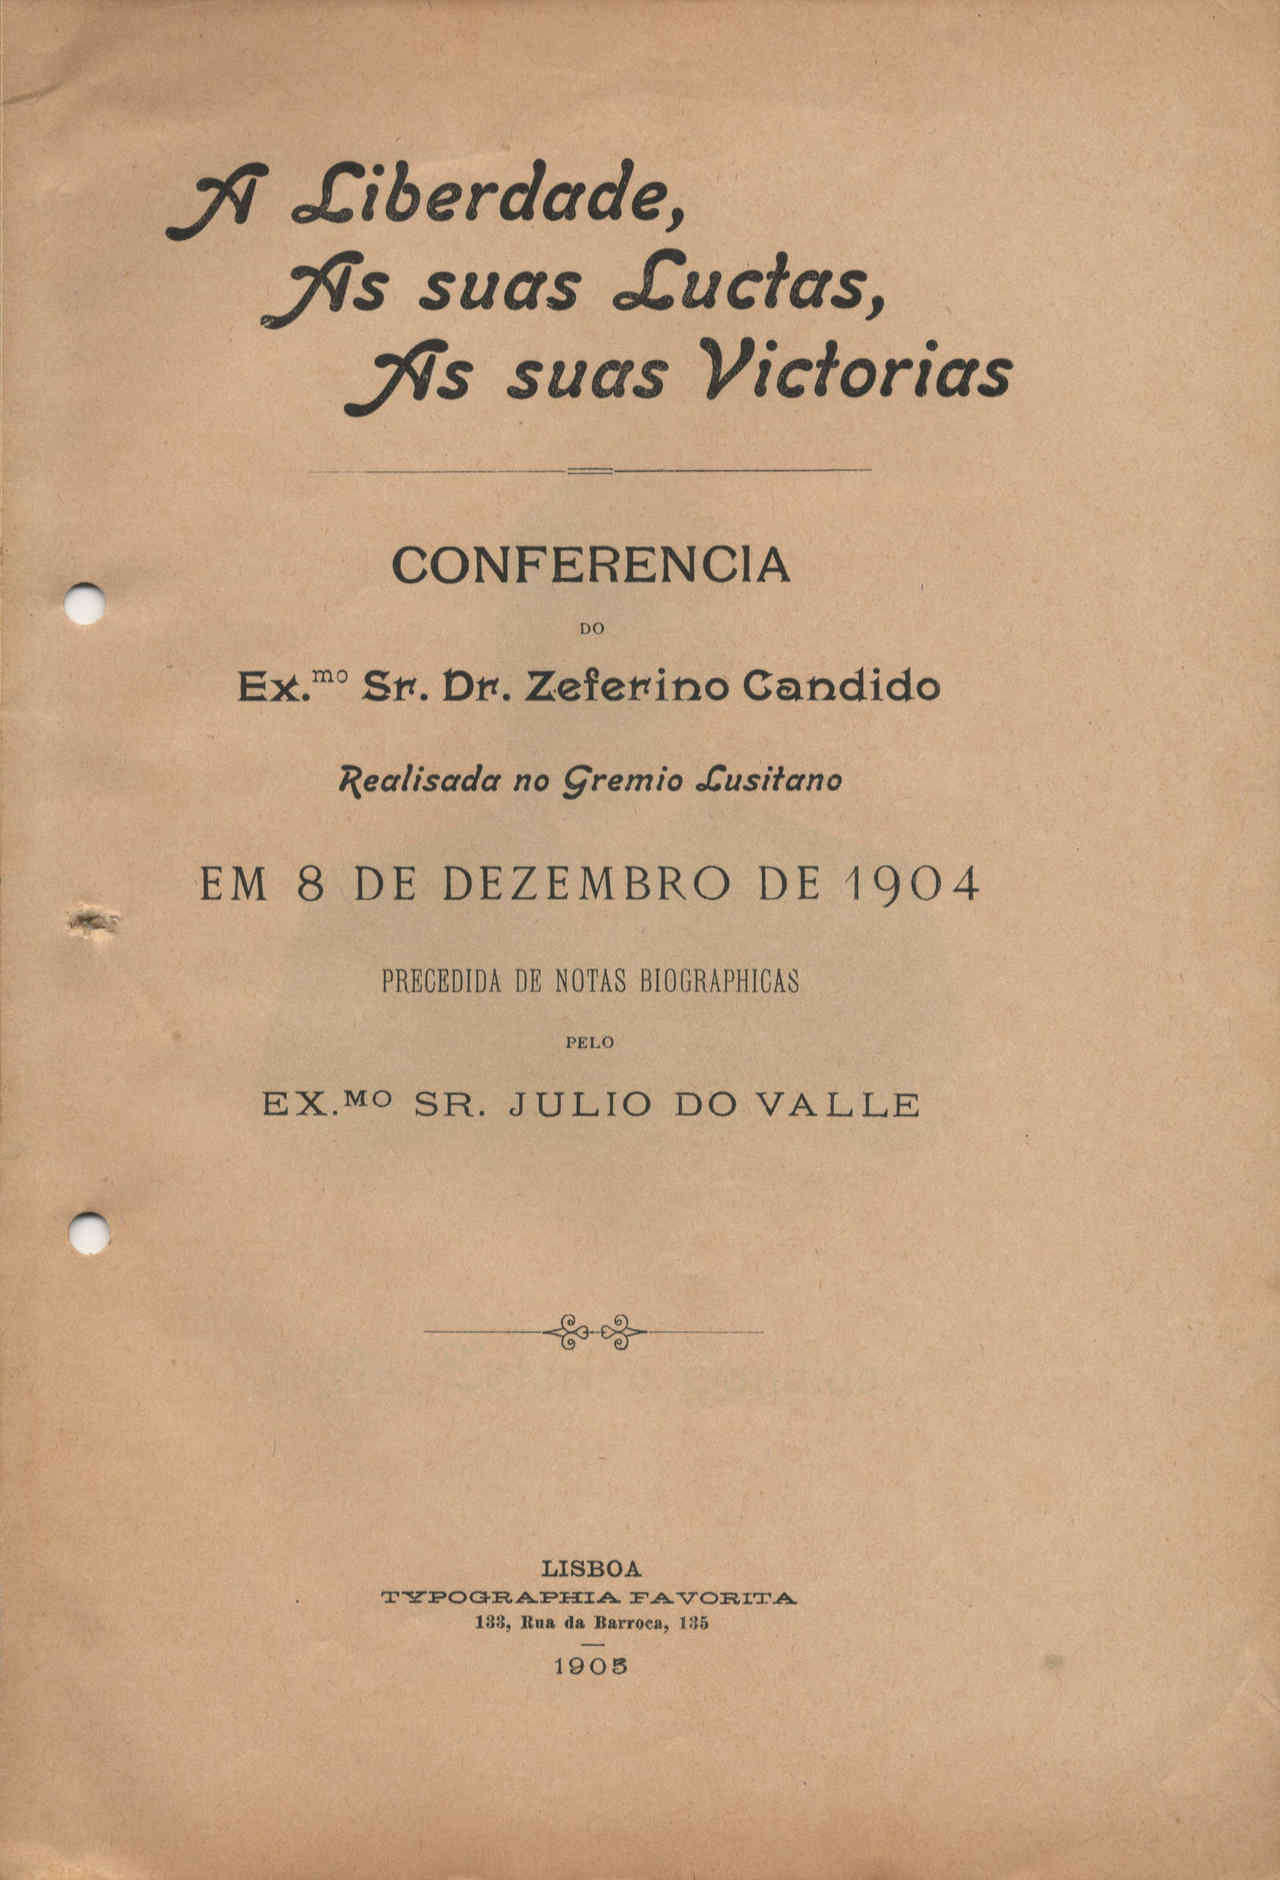 A Liberdade,
As suas Luctas,
As suas Victorias
CONFERENCIA
DO
Ex.mo Sr. Dr. Zeferino Candido
Realisada no Gremio Lusitano
EM 8 DE DEZEMBRO DE 1904
PRECEDIDA DE NOTAS BIOGRAPHICAS
PELO
EX.MO SR. JULIO DO VALLE
LISBOA
TYPOGRAPHIA FAVORITA
133, Rua da Barroca, 135
1905